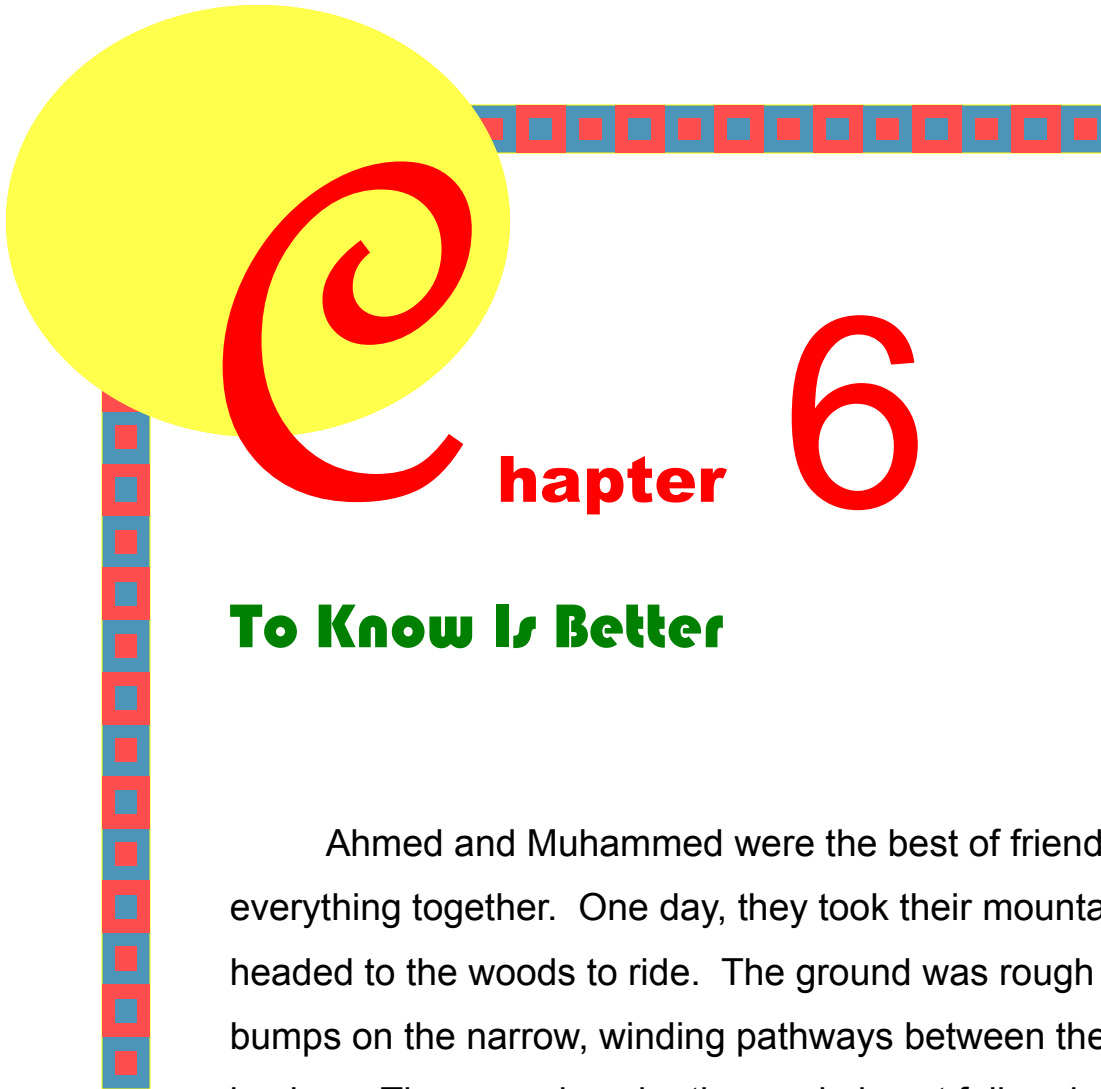 Chapter 6
To Know Is Better
Ahmed and Muhammed were the best of friend
everything together.  One day, they took their mounta
headed to the woods to ride.  The ground was rough
bumps on the narrow, winding pathways between the